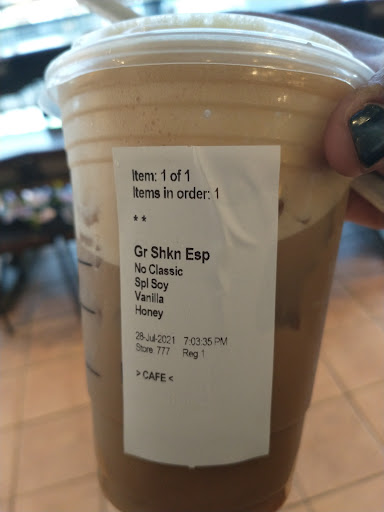 Item: 1 of 1
Items in order: 1
* *
Gr Shkn Esp
No Classic
Spl Soy
Vanilla
Honey
28-Jul-2021 7:03:35 PM
Store 777 Reg 1
> CAFE <